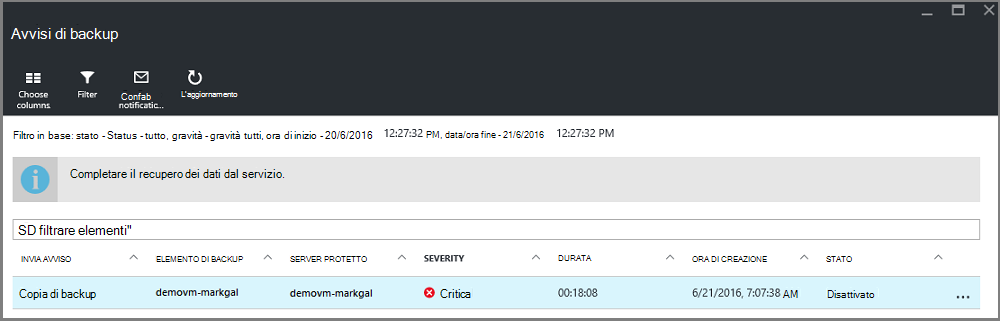 Avvisi di backup
Choose columns
Filter
Confab notificatic...
L'aggiornamento
Filtro in base: stato - Status - tutto, gravità - gravità tutti, ora di inizio - 20/6/2016 12:27:32 PM, data/ora fine - 21/6/2016 12:27:32 PM
Completare il recupero dei dati dal servizio.
SD filtrare elementi"
INVIA AVVISO ELEMENTO DI BACKUP SERVER PROTETTO SEVERITY DURATA ORA DI CREAZIONE STATO
Copia di backup demovm-markgal demovm-markgal Critica 00:18:08 6/21/2016, 7:07:38 AM Disattivato ...